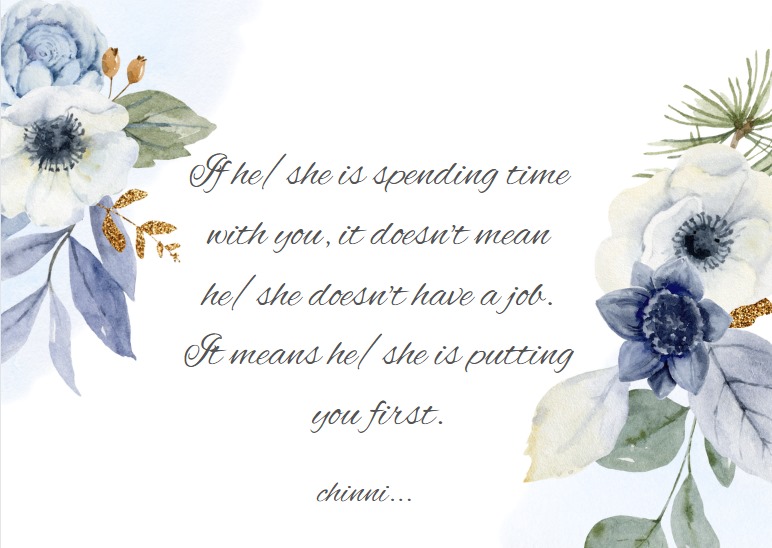 If he/ she is spending time
with you, it doesn't mean
he/ she doesn't have a job.
It means he/ she is putting
you first.
chinni...